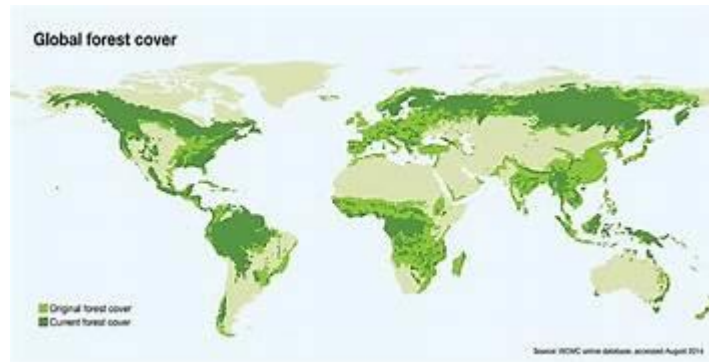 Global forest cover
Original forest cover
Current forest cover
Source: WCMC online database, accessed August 2014